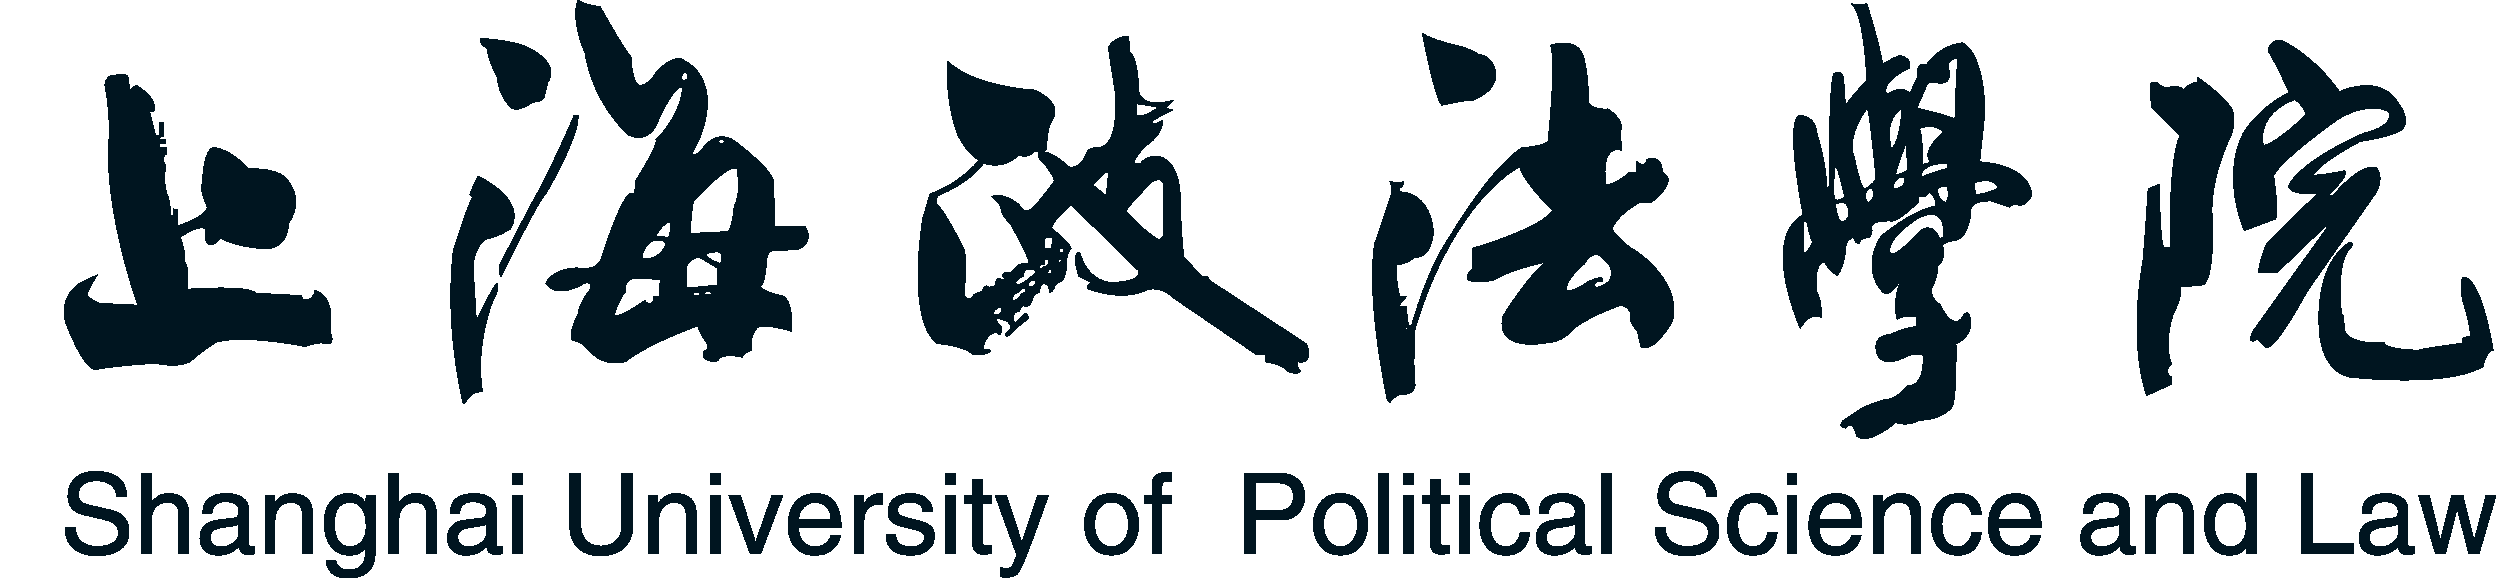 上海政法學院
Shanghai University of Political Science and Law